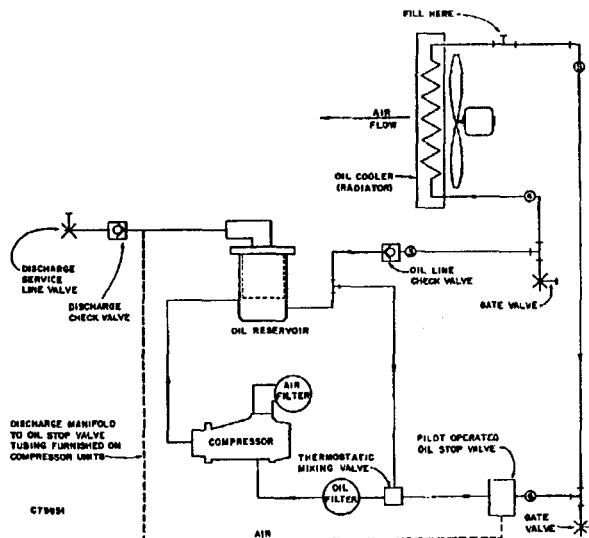 FILL HERE
AIR
FLOW
OIL COOLER
(RADIATOR)
DISCHARGE
SERVICE
LINE VALVE
DISCHARGE
CHECK VALVE
OIL RESERVOIR
OIL LINE
CHECK VALVE
GATE VALVE
AIR
FILTER
COMPRESSOR
DISCHARGE MANIFOLD
TO OIL STOP VALVE
TUBING FURNISHED ON
COMPRESSOR UNITS
THERMOSTATIC
MIXING VALVE
PILOT OPERATED
OIL STOP VALVE
OIL
FILTER
GATE
VALVE
AIR